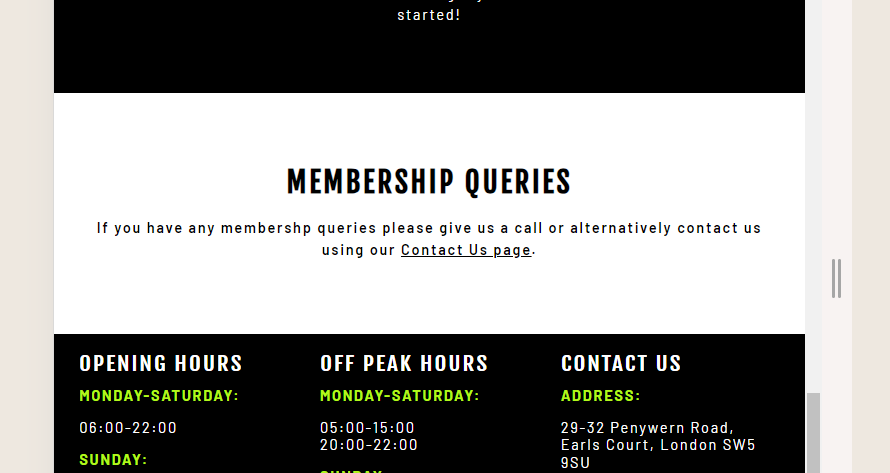 started!
MEMBERSHIP QUERIES
If you have any membershp queries please give us a call or alternatively contact us
using our Contact Us page.
OPENING HOURS
MONDAY-SATURDAY:
06:00-22:00
SUNDAY:
OFF PEAK HOURS
MONDAY-SATURDAY:
05:00-15:00
20:00-22:00
CONTACT US
ADDRESS:
29-32 Penywern Road,
Earls Court, London SW5
9SU